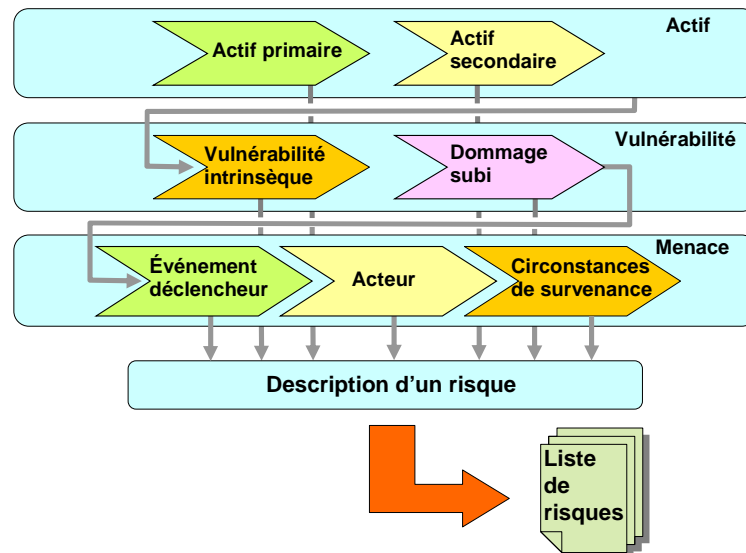 Actif
Actif primaire
Actif
secondaire
Vulnérabilité
Vulnérabilité
intrinsèque
Dommage
subi
Menace
Événement
déclencheur
Acteur
Circonstances
de survenance
Description d’un risque
Liste
de
risques